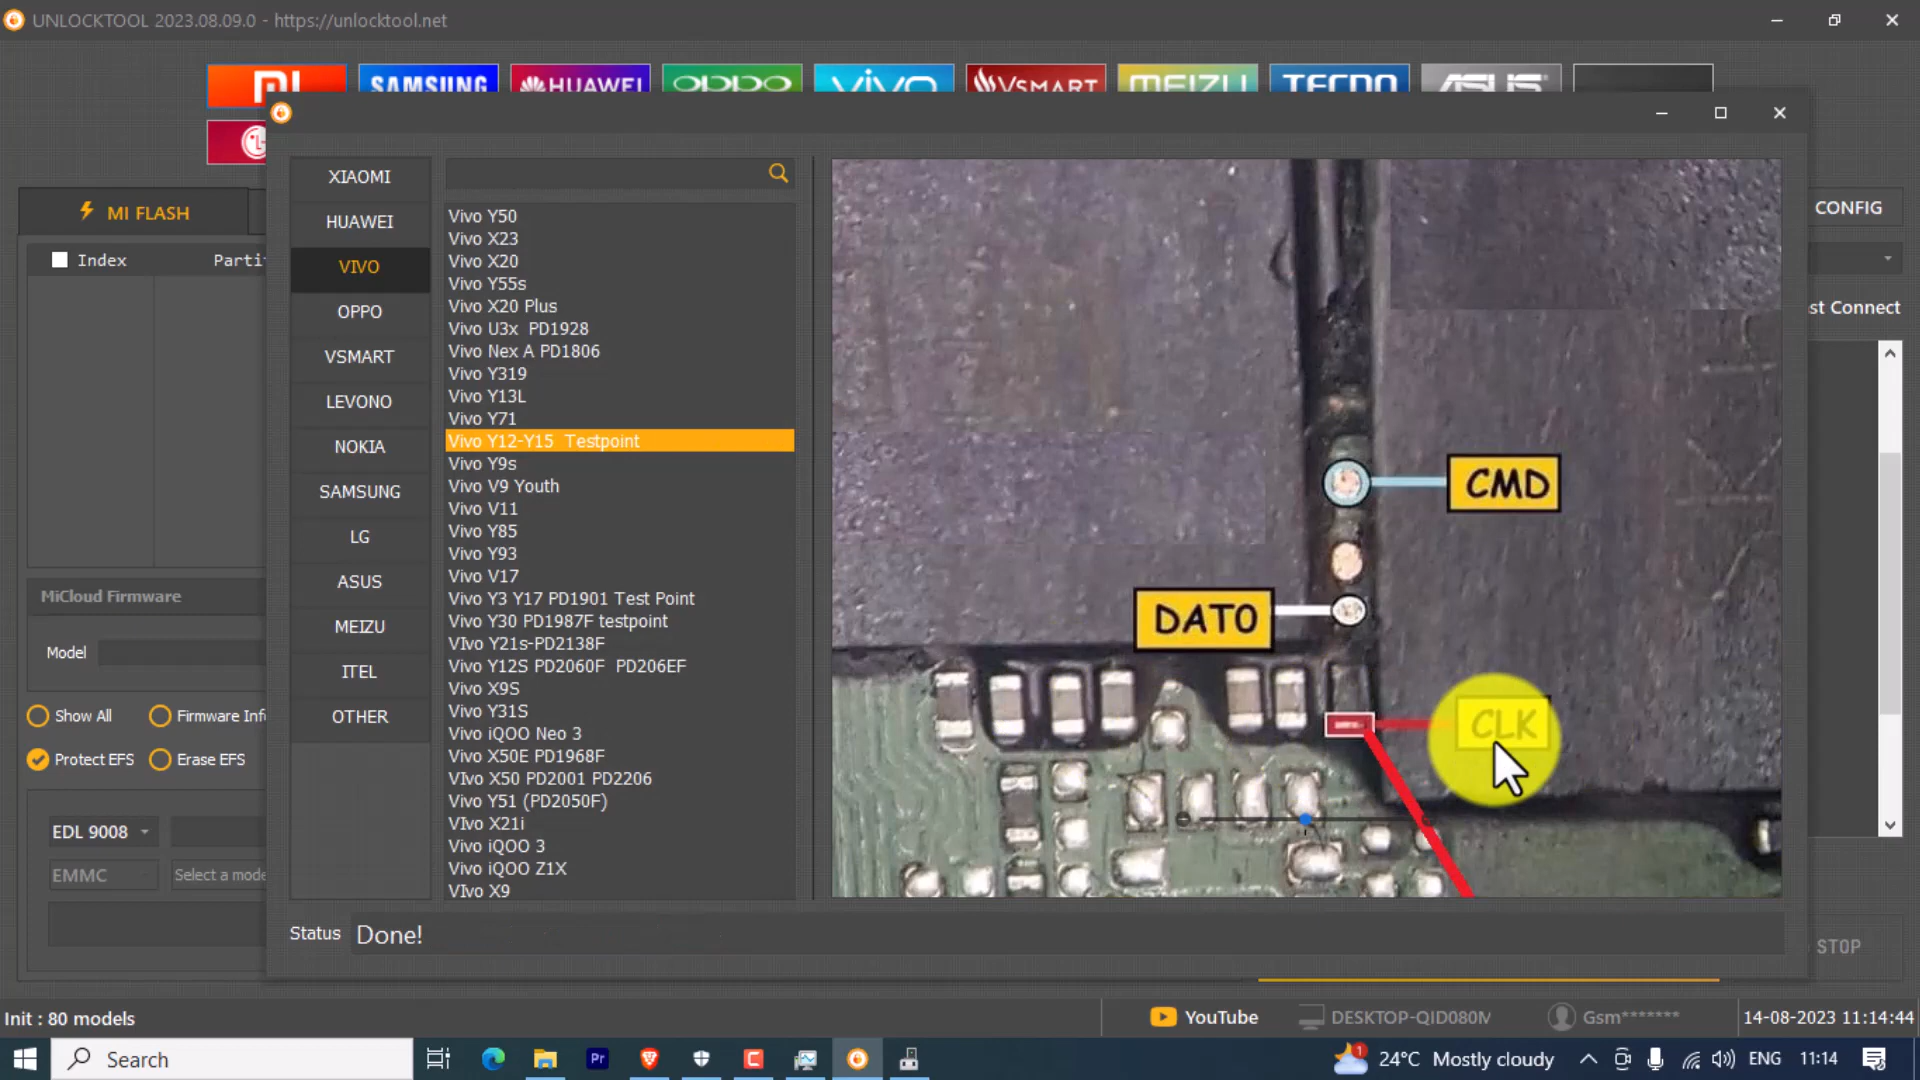 UNLOCKTOOL 2023.08.09.0 - https://unlocktool.net
SAMSUNG
HUAWEI
OPPO
vivo
VSMART
MEIZU
TECNO
ASUS
MI FLASH
CONFIG
Index
st Connect
MiCloud Firmware
Model
Show All
Firmware Inf
Protect EFS
Erase EFS
EDL 9008
EMMC
Select a mode
STOP
XIAOMI
HUAWEI
VIVO
OPPO
VSMART
LEVONO
NOKIA
SAMSUNG
LG
ASUS
MEIZU
ITEL
OTHER
Vivo Y50
Vivo X23
Vivo X20
Vivo Y55s
Vivo X20 Plus
Vivo U3x PD1928
Vivo Nex A PD1806
Vivo Y319
Vivo Y13L
Vivo Y71
Vivo Y12-Y15 Testpoint
Vivo Y9s
Vivo V9 Youth
Vivo V11
Vivo Y85
Vivo Y93
Vivo V17
Vivo Y3 Y17 PD1901 Test Point
Vivo Y30 PD1987F testpoint
VIvo Y21s-PD2138F
Vivo Y12S PD2060F PD206EF
Vivo X9S
Vivo Y31S
Vivo iQOO Neo 3
Vivo X50E PD1968F
VIvo X50 PD2001 PD2206
Vivo Y51 (PD2050F)
VIvo X21i
Vivo iQOO 3
Vivo iQOO Z1X
VIvo X9
CMD
DAT0
CLK
Status Done!
Init : 80 models
YouTube
DESKTOP-QID080M
Gsm*******
14-08-2023 11:14:44
Search
Pr
1
24°C Mostly cloudy
ENG
11:14